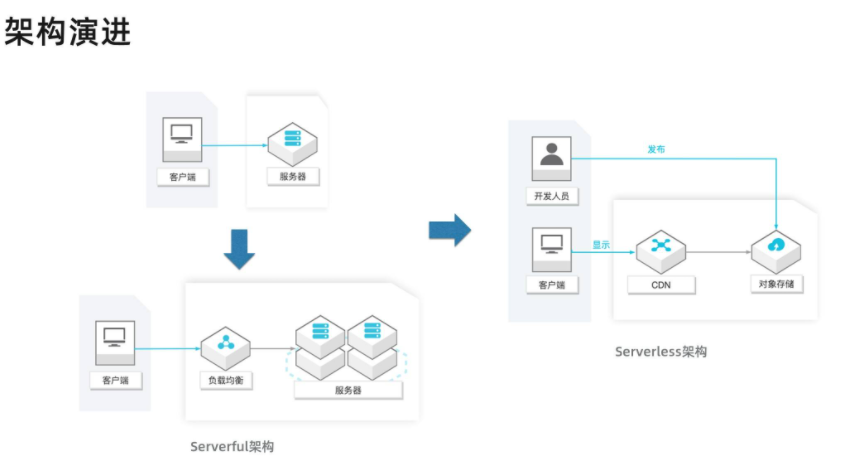 架构演进
客户端
服务器
客户端
负载均衡
服务器
Serverful架构
发布
开发人员
显示
客户端
CDN
对象存储
Serverless架构